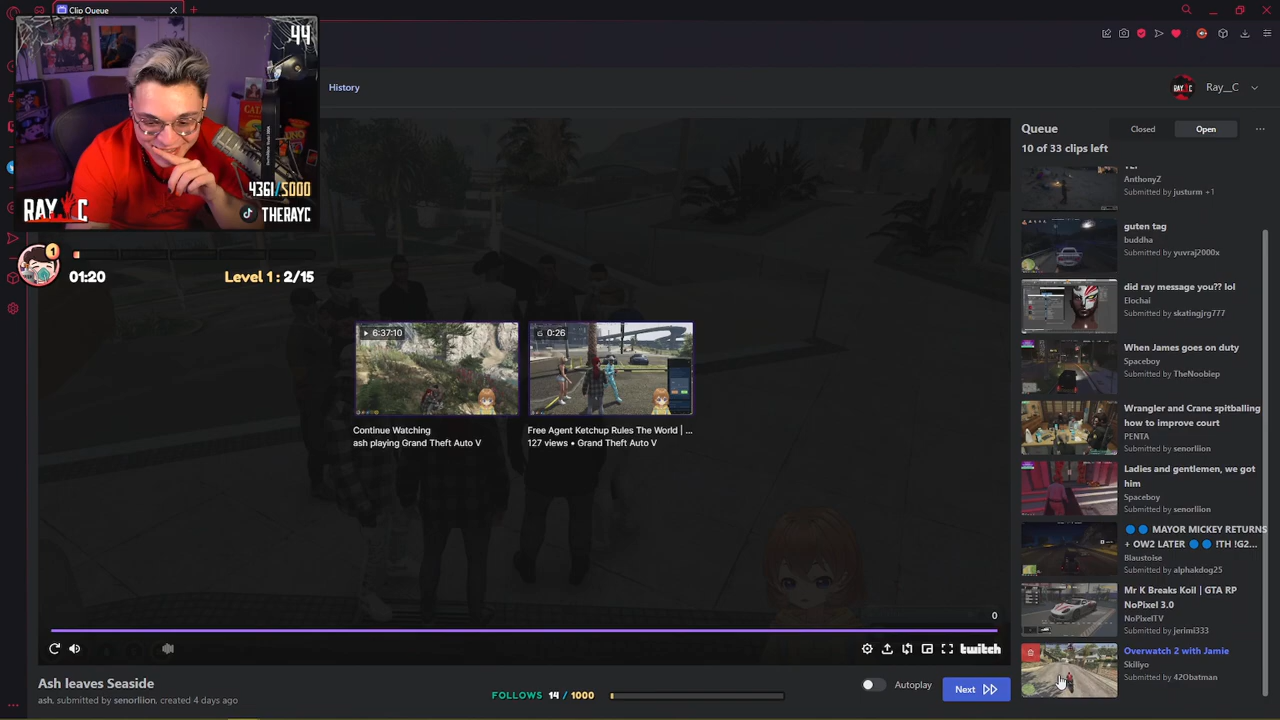 Clip Queue
44
4361/5000
THERAYC
RAY C
1
01:20
Level 1 : 2/15
History
Ray__C
Queue
Closed
Open
10 of 33 clips left
AnthonyZ
Submitted by justurm +1
guten tag
buddha
Submitted by yuvraj2000x
did ray message you?? lol
Elochai
Submitted by skatingjrg777
When James goes on duty
Spaceboy
Submitted by TheNoobiep
Wrangler and Crane spitballing
how to improve court
PENTA
Submitted by senorliion
Ladies and gentlemen, we got
him
Spaceboy
Submitted by senorliion
🔵🔵 MAYOR MICKEY RETURNS
+ OW2 LATER 🔵🔵 !TH !G2...
Blaustoise
Submitted by alphakdog25
Mr K Breaks Koil | GTA RP
NoPixel 3.0
NoPixelTV
Submitted by jerimi333
Overwatch 2 with Jamie
Skiliyo
Submitted by 42Obatman
6:37:10
Continue Watching
ash playing Grand Theft Auto V
0:26
Free Agent Ketchup Rules The World | ...
127 views • Grand Theft Auto V
0
twitch
Ash leaves Seaside
ash, submitted by senorliion, created 4 days ago
FOLLOWS 14 / 1000
Autoplay
Next